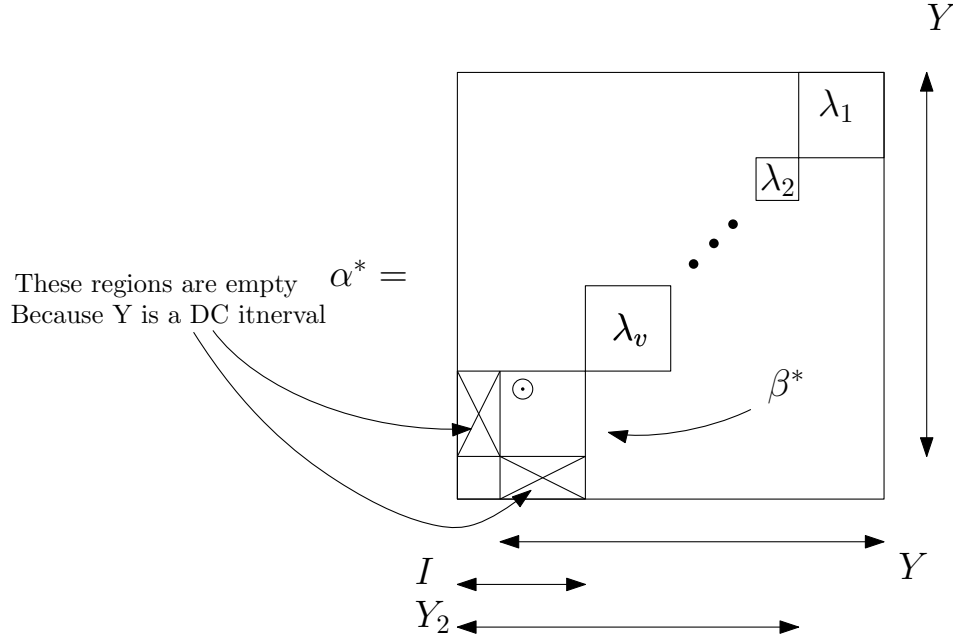 Y
λ₁
λ₂
These regions are empty
Because Y is a DC itnerval
α* =
λᵥ
⊙
β*
I
Y
Y₂